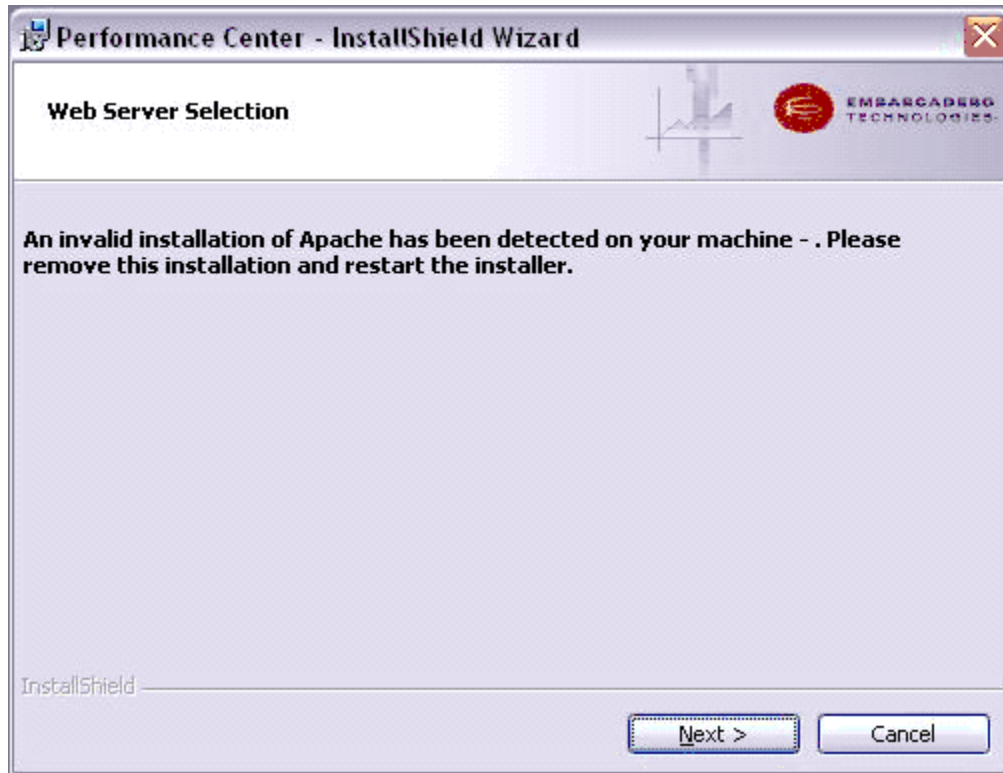 Performance Center - InstallShield Wizard
Web Server Selection
EMBARCADERO
TECHNOLOGIES
An invalid installation of Apache has been detected on your machine - . Please
remove this installation and restart the installer.
InstallShield
Next >
Cancel